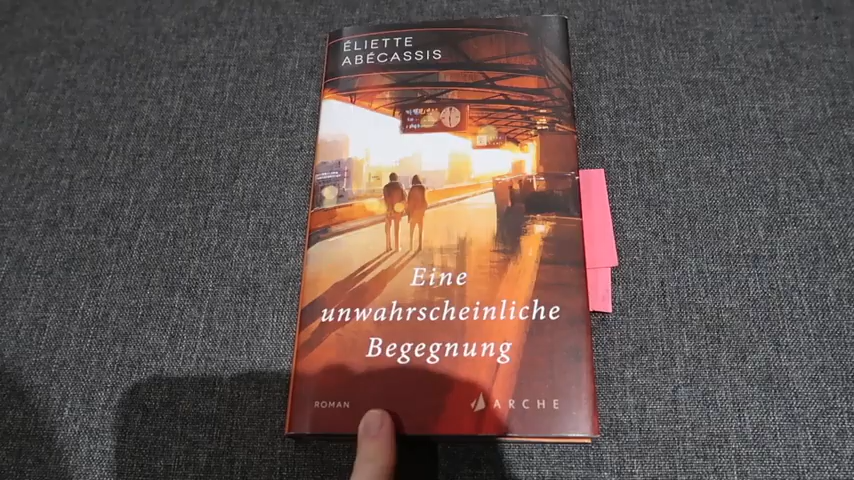 ÉLIETTE
ABÉCASSIS
Eine
unwahrscheinliche
Begegnung
ROMAN
ARCHE